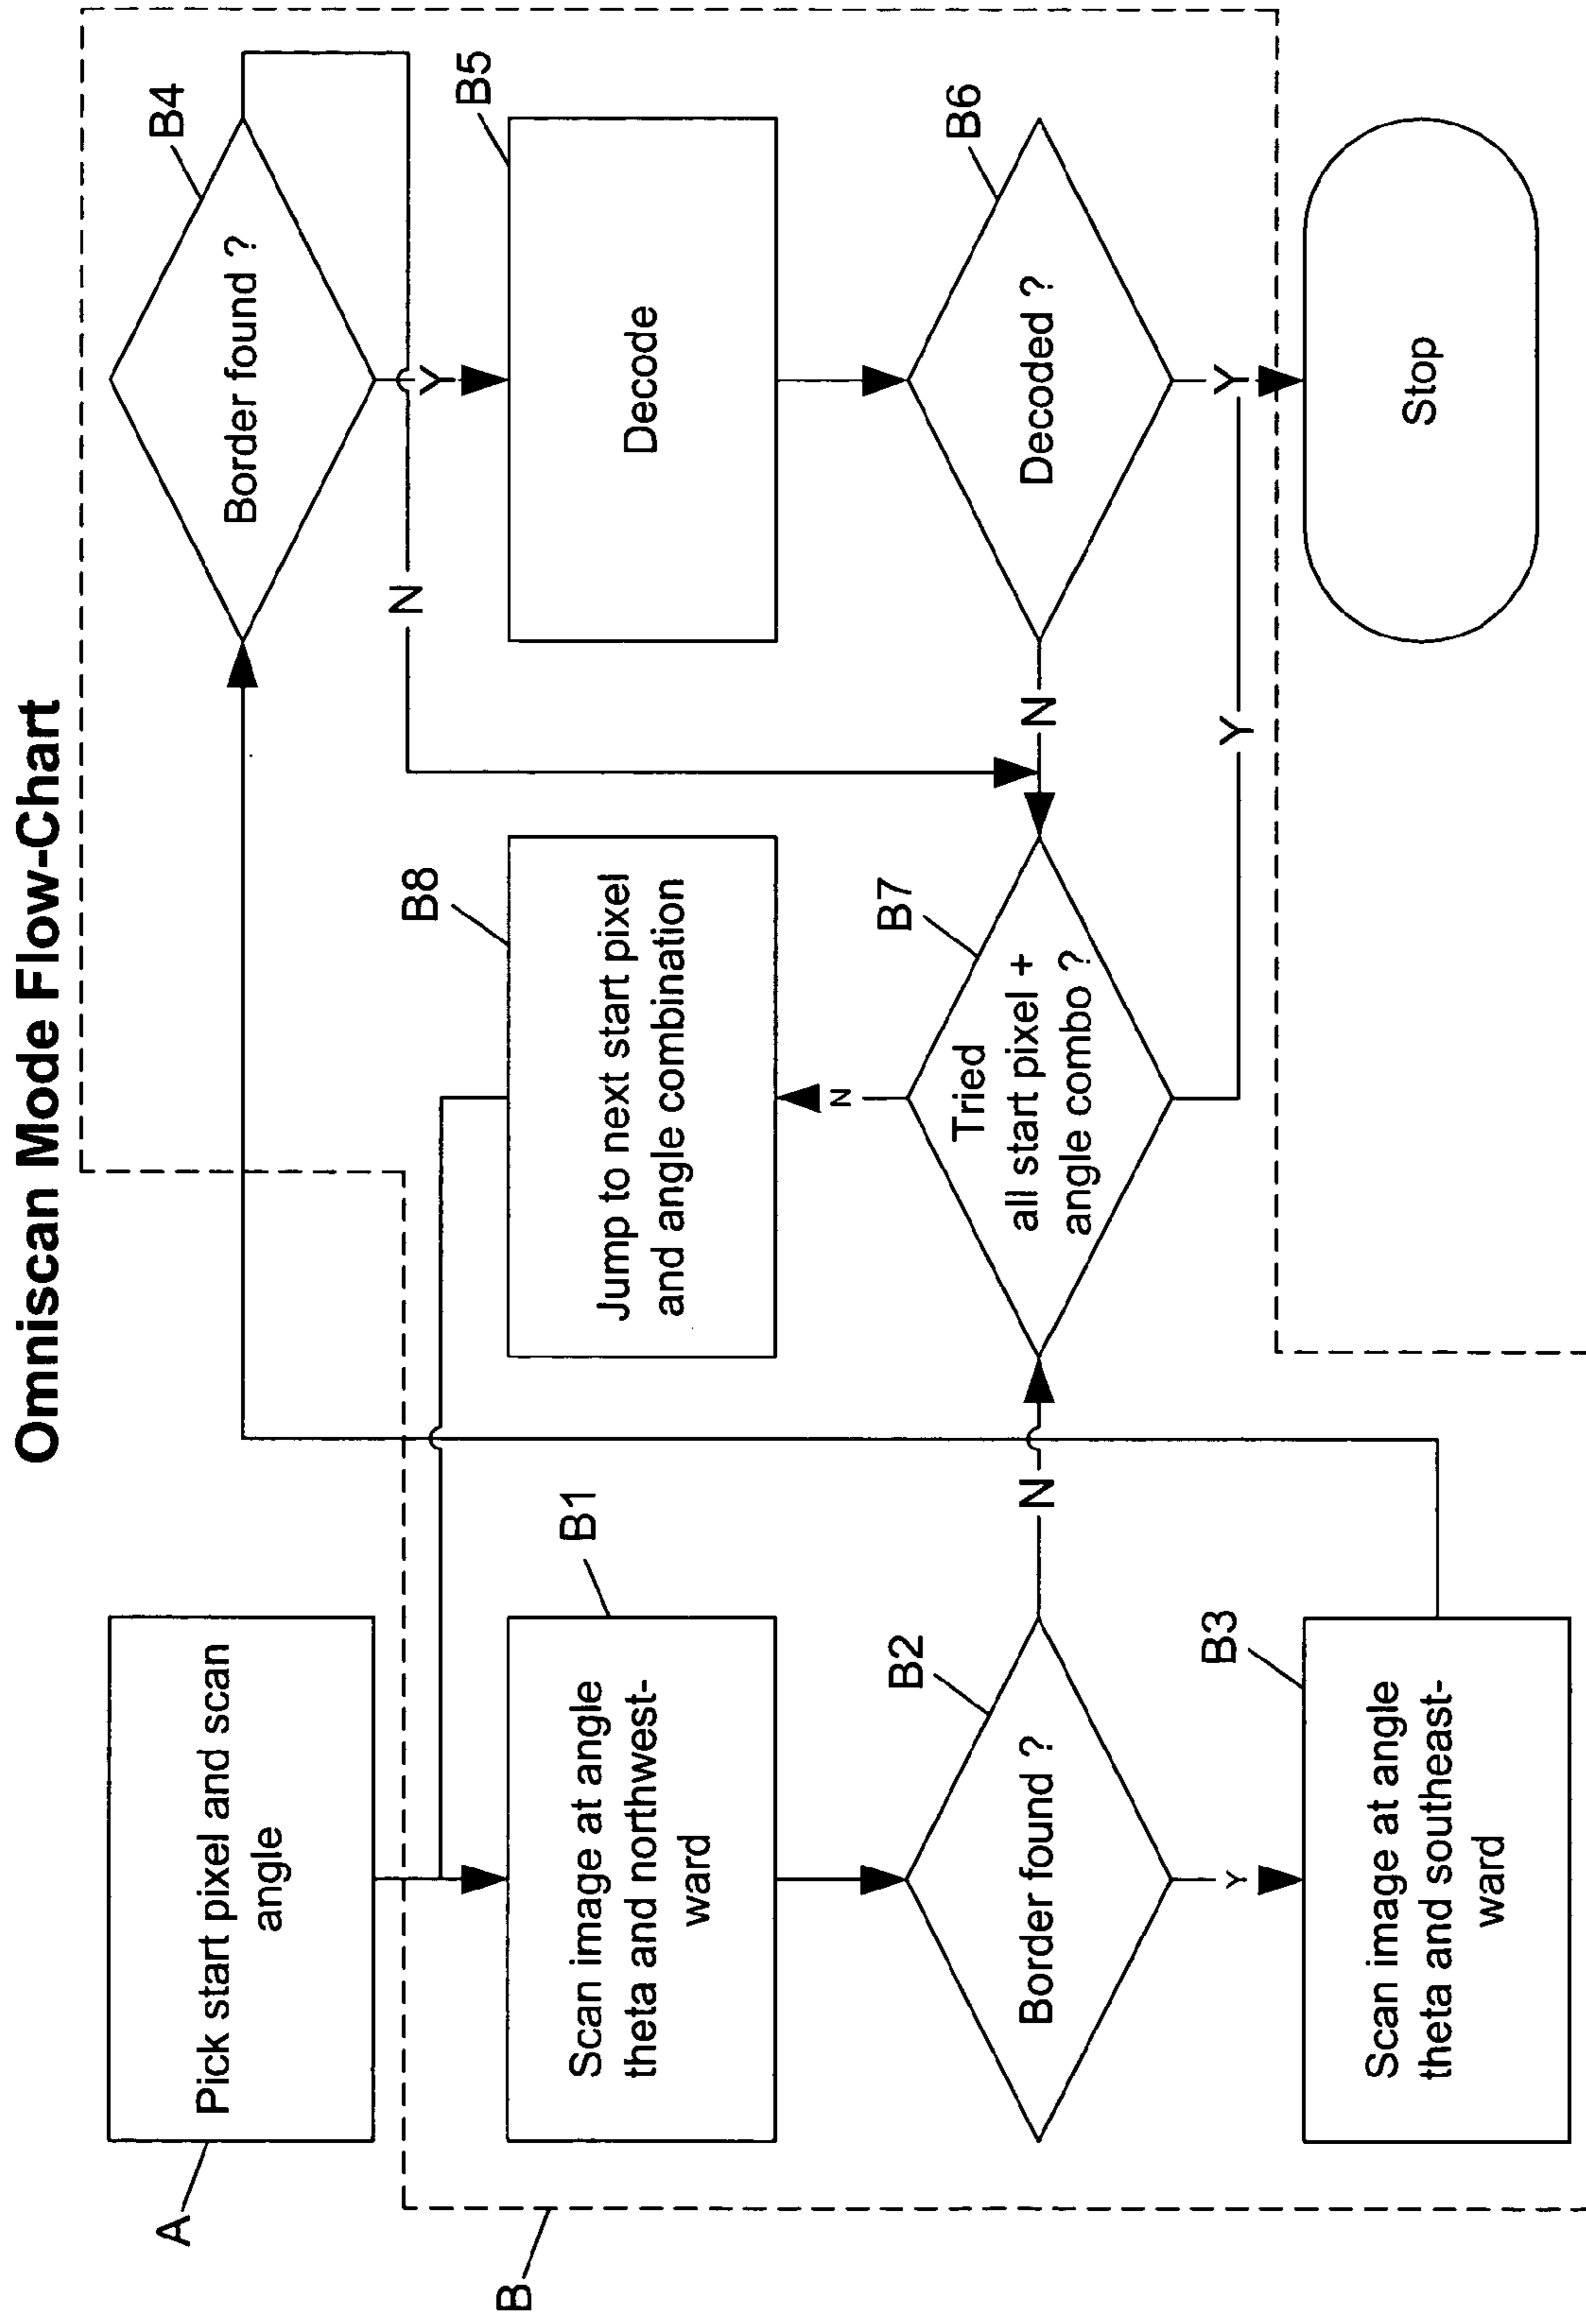 Omniscan Mode Flow-Chart
A
Pick start pixel and scan
angle
B
B1
Scan image at angle
theta and northwest-
ward
B2
Border found ?
N
Y
B3
Scan image at angle
theta and southeast-
ward
B8
Jump to next start pixel
and angle combination
N
B7
Tried
all start pixel +
angle combo ?
Y
B4
Border found ?
N
Y
B5
Decode
B6
Decoded ?
N
Y
Stop